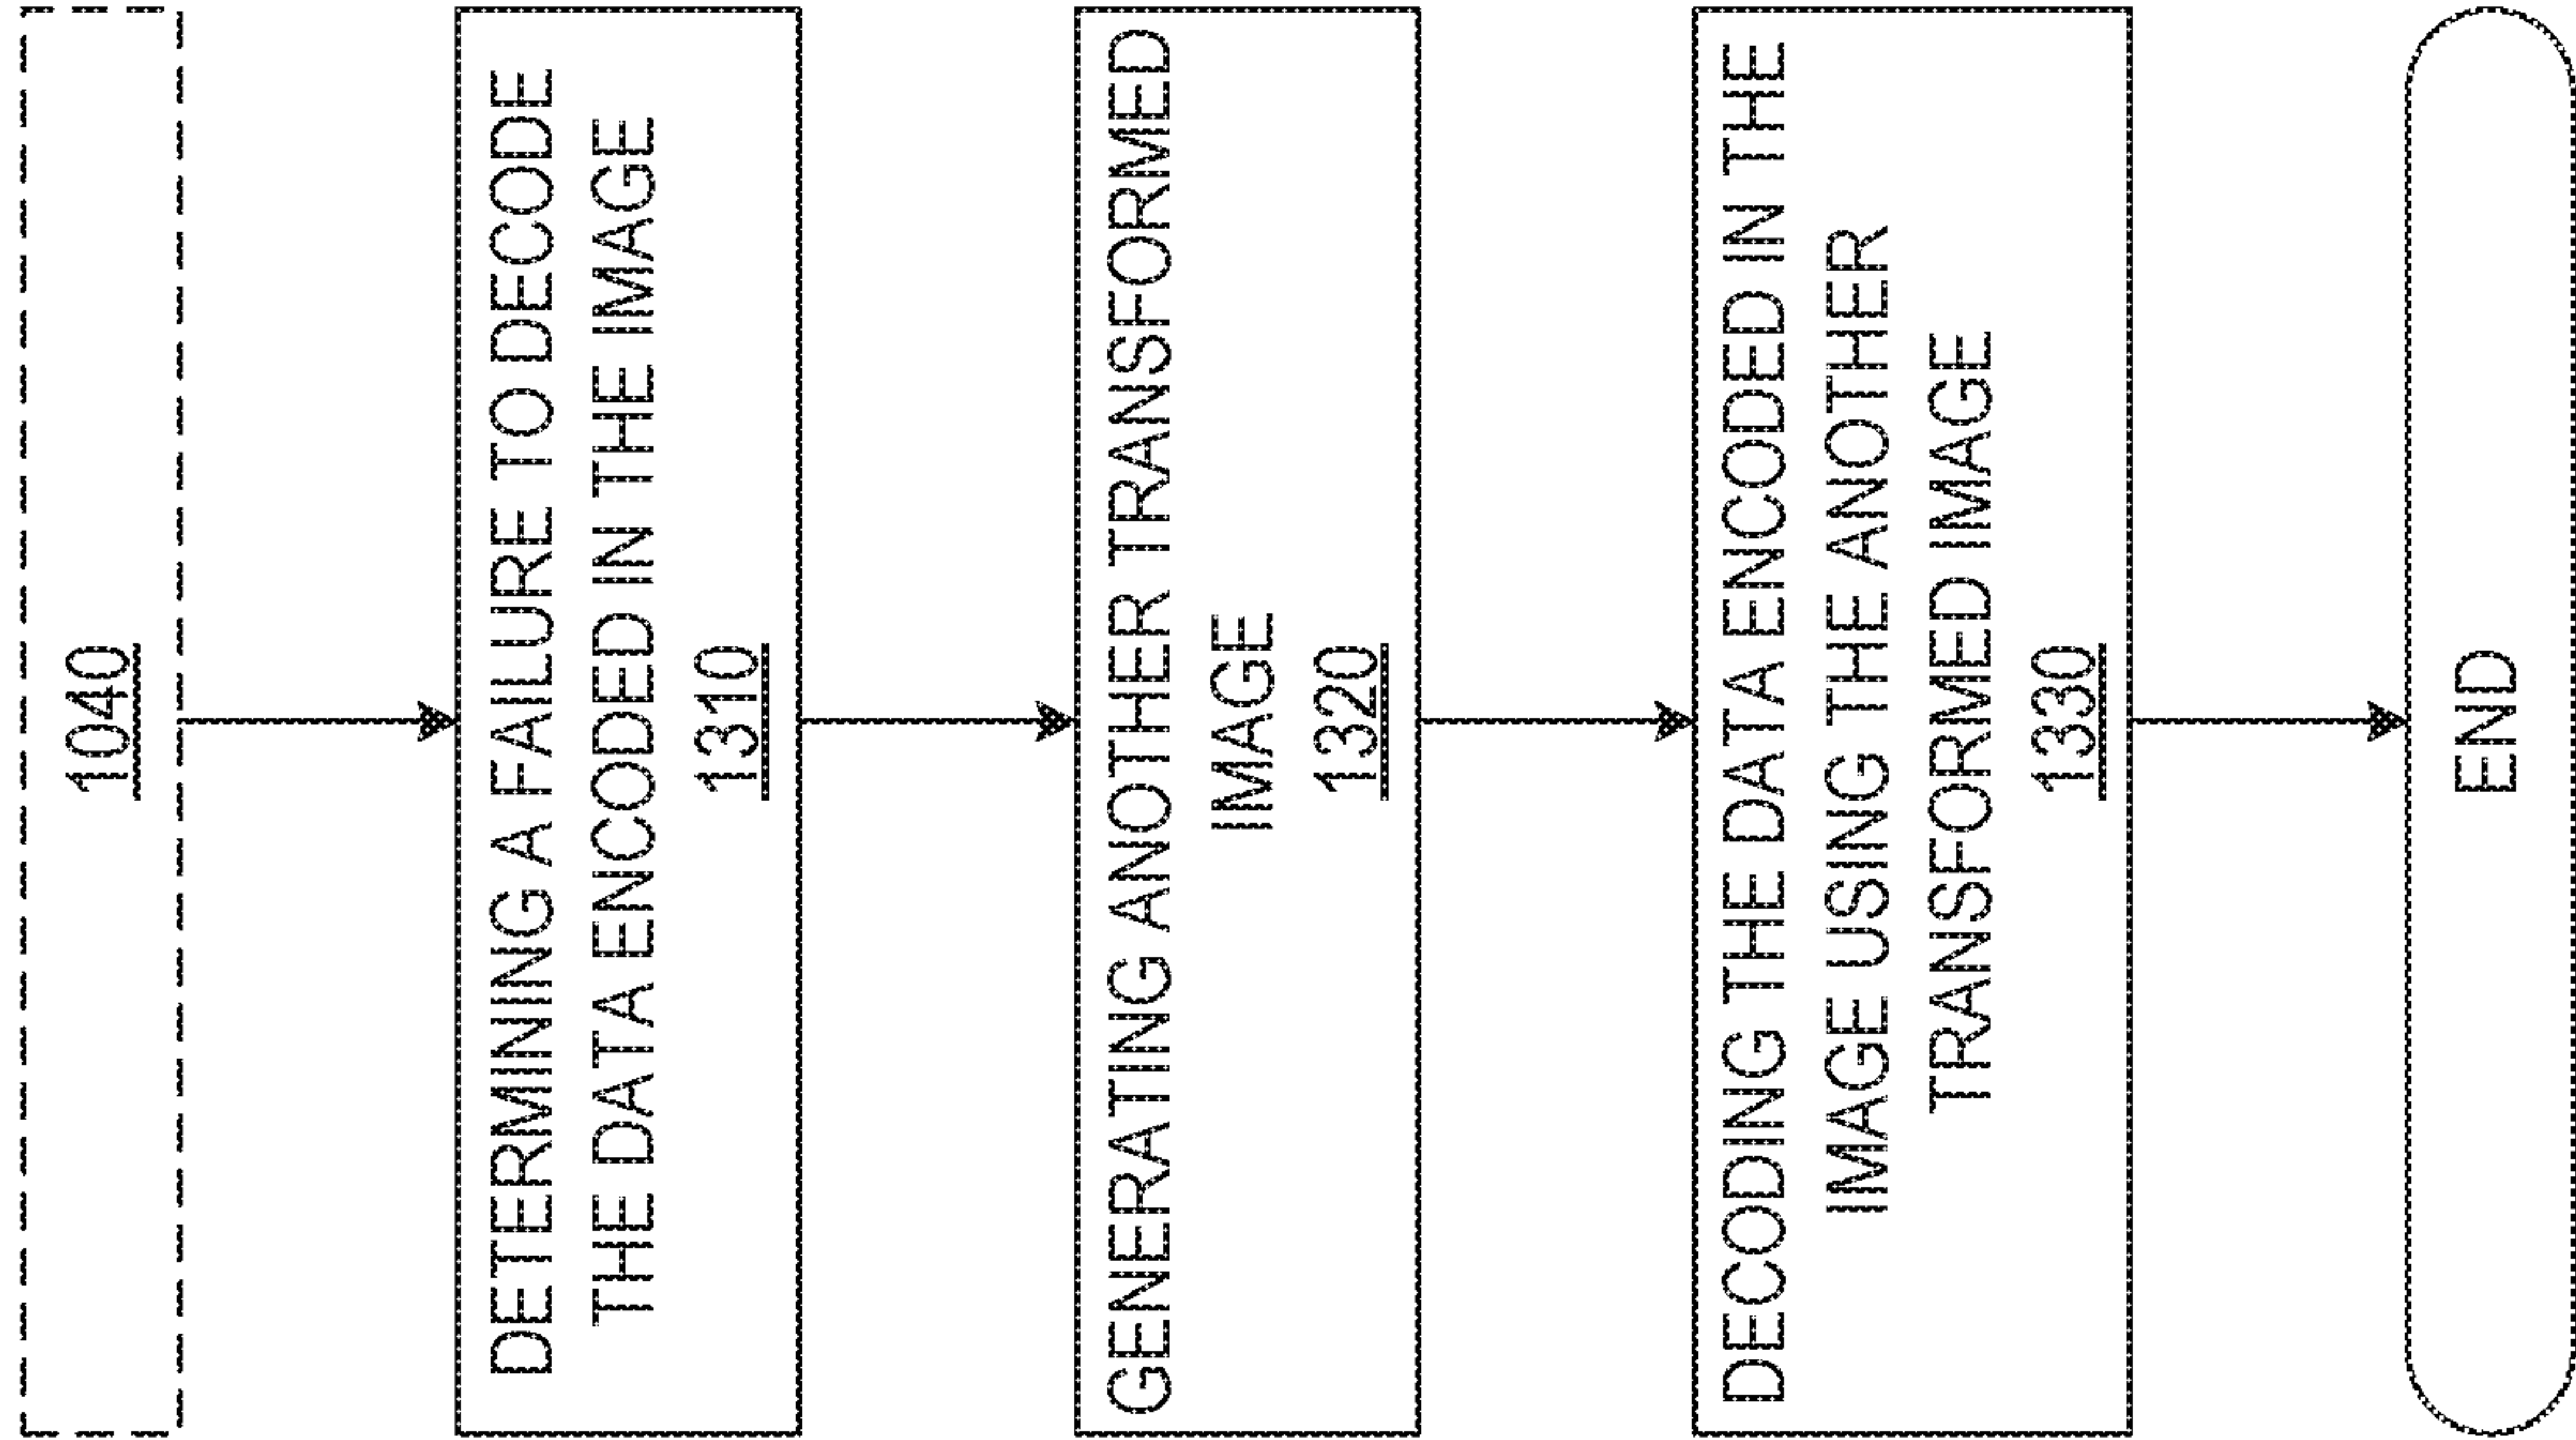 1040
DETERMINING A FAILURE TO DECODE
THE DATA ENCODED IN THE IMAGE
1310
GENERATING ANOTHER TRANSFORMED
IMAGE
1320
DECODING THE DATA ENCODED IN THE
IMAGE USING THE ANOTHER
TRANSFORMED IMAGE
1330
END